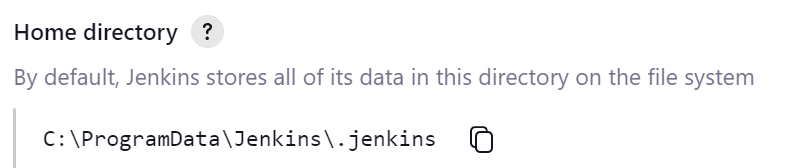 Home directory ?
By default, Jenkins stores all of its data in this directory on the file system
C:\ProgramData\Jenkins\.jenkins